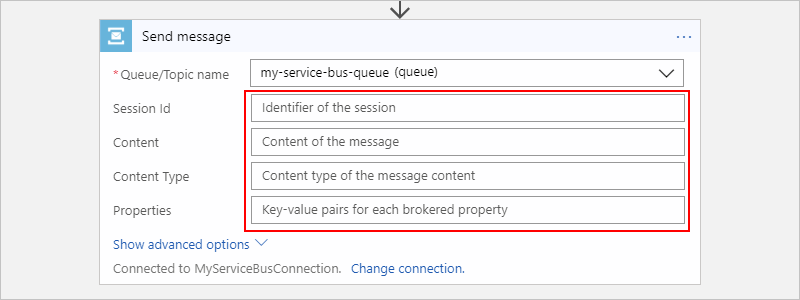 Send message
...
* Queue/Topic name my-service-bus-queue (queue)
Session Id Identifier of the session
Content Content of the message
Content Type Content type of the message content
Properties Key-value pairs for each brokered property
Show advanced options
Connected to MyServiceBusConnection. Change connection.